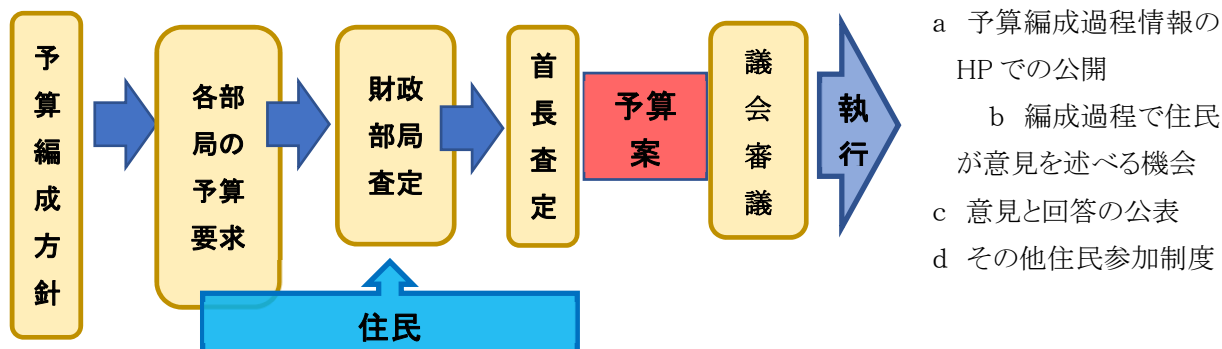 予算編成方針
各部
局の
予算
要求
財政
部局
査定
首長査定
予算
案
議会審議
執行
住民
a 予算編成過程情報の
HP での公開
b 編成過程で住民
が意見を述べる機会
c 意見と回答の公表
d その他住民参加制度